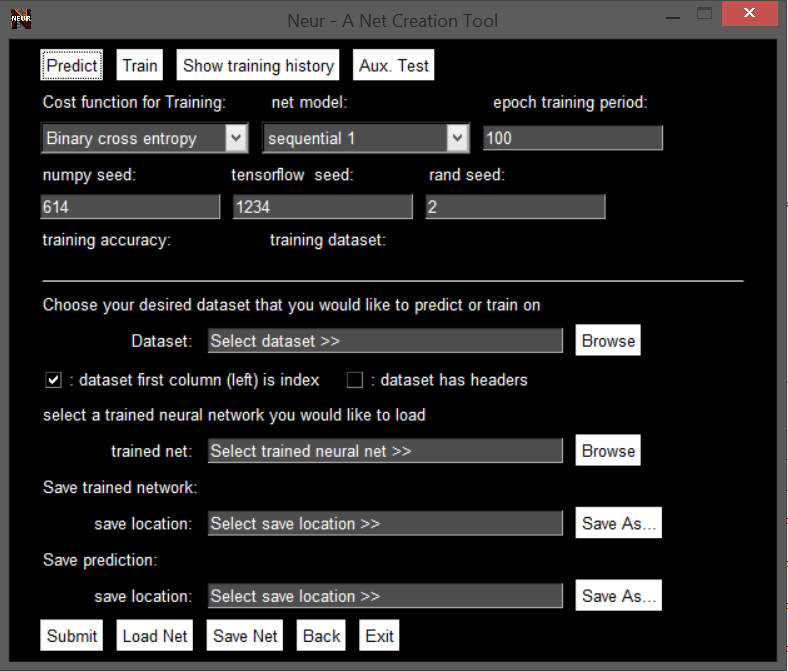 NEUR
Neur - A Net Creation Tool
Predict Train Show training history Aux. Test
Cost function for Training: net model: epoch training period:
Binary cross entropy sequential 1 100
numpy seed: tensorflow seed: rand seed:
614 1234 2
training accuracy: training dataset:
Choose your desired dataset that you would like to predict or train on
Dataset: Select dataset >> Browse
: dataset first column (left) is index : dataset has headers
select a trained neural network you would like to load
trained net: Select trained neural net >> Browse
Save trained network:
save location: Select save location >> Save As...
Save prediction:
save location: Select save location >> Save As...
Submit Load Net Save Net Back Exit